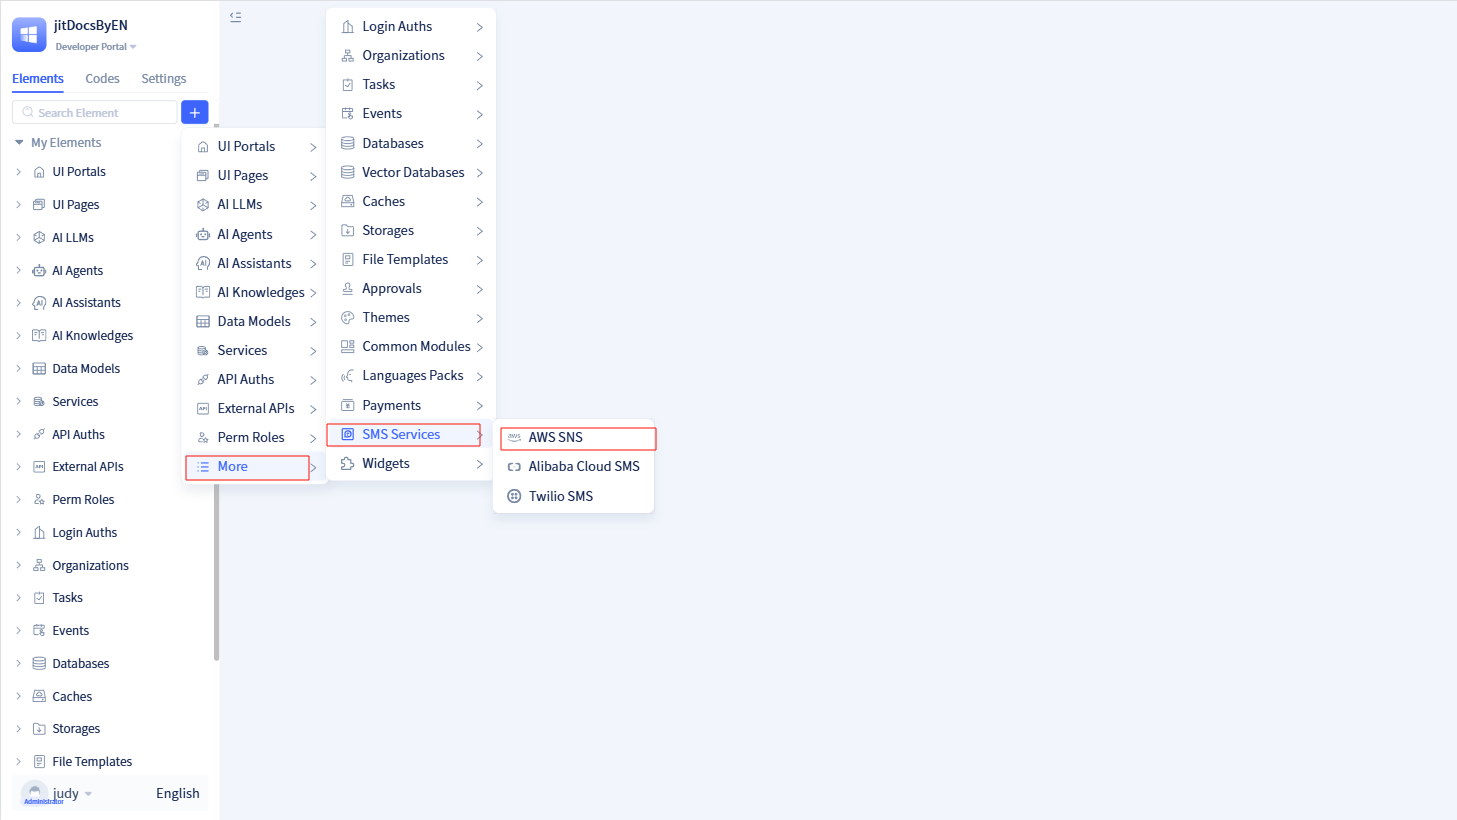 jitDocsByEN
Developer Portal
Elements Codes Settings
Search Element
My Elements
UI Portals
UI Pages
AI LLMs
AI Agents
AI Assistants
AI Knowledges
Data Models
Services
API Auths
External APIs
Perm Roles
Login Auths
Organizations
Tasks
Events
Databases
Caches
Storages
File Templates
judy
Administrator
English
UI Portals
UI Pages
AI LLMs
AI Agents
AI Assistants
AI Knowledges
Data Models
Services
API Auths
External APIs
Perm Roles
More
Login Auths
Organizations
Tasks
Events
Databases
Vector Databases
Caches
Storages
File Templates
Approvals
Themes
Common Modules
Languages Packs
Payments
SMS Services
Widgets
aws AWS SNS
Alibaba Cloud SMS
Twilio SMS